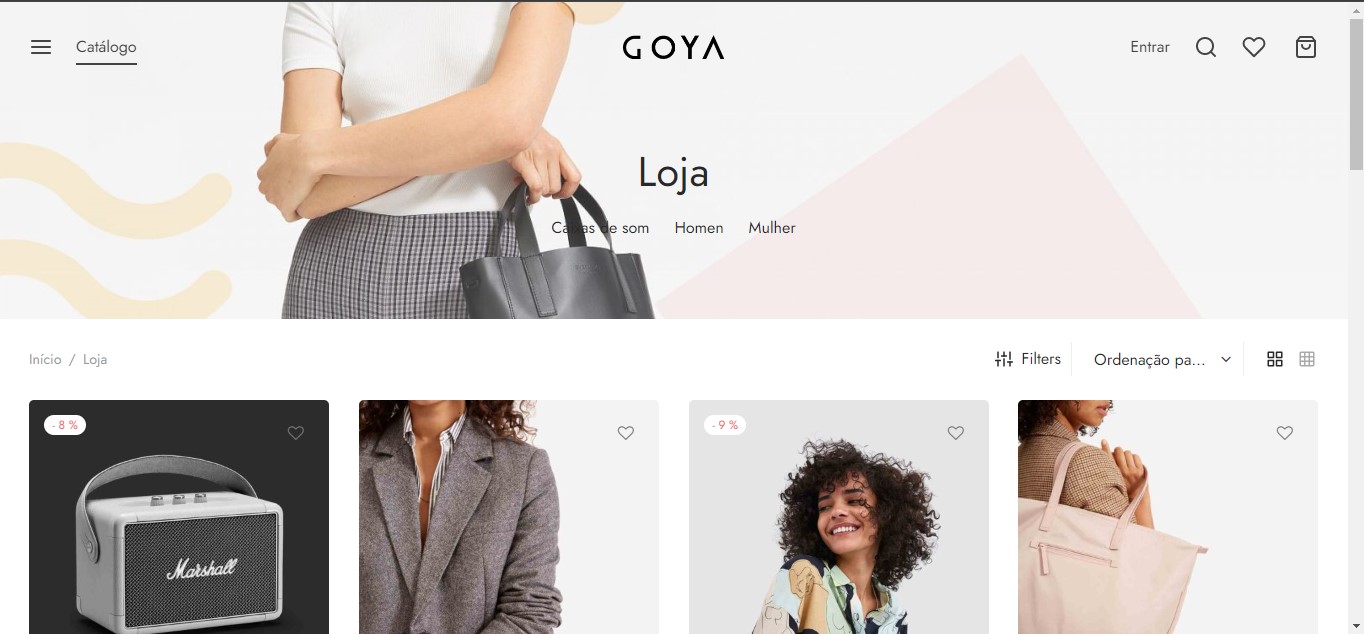 Catálogo
GOYA
Entrar
Loja
Caixas de som Homen Mulher
Início / Loja
Filters
Ordenação pa...
- 8 %
- 9 %
Marshall